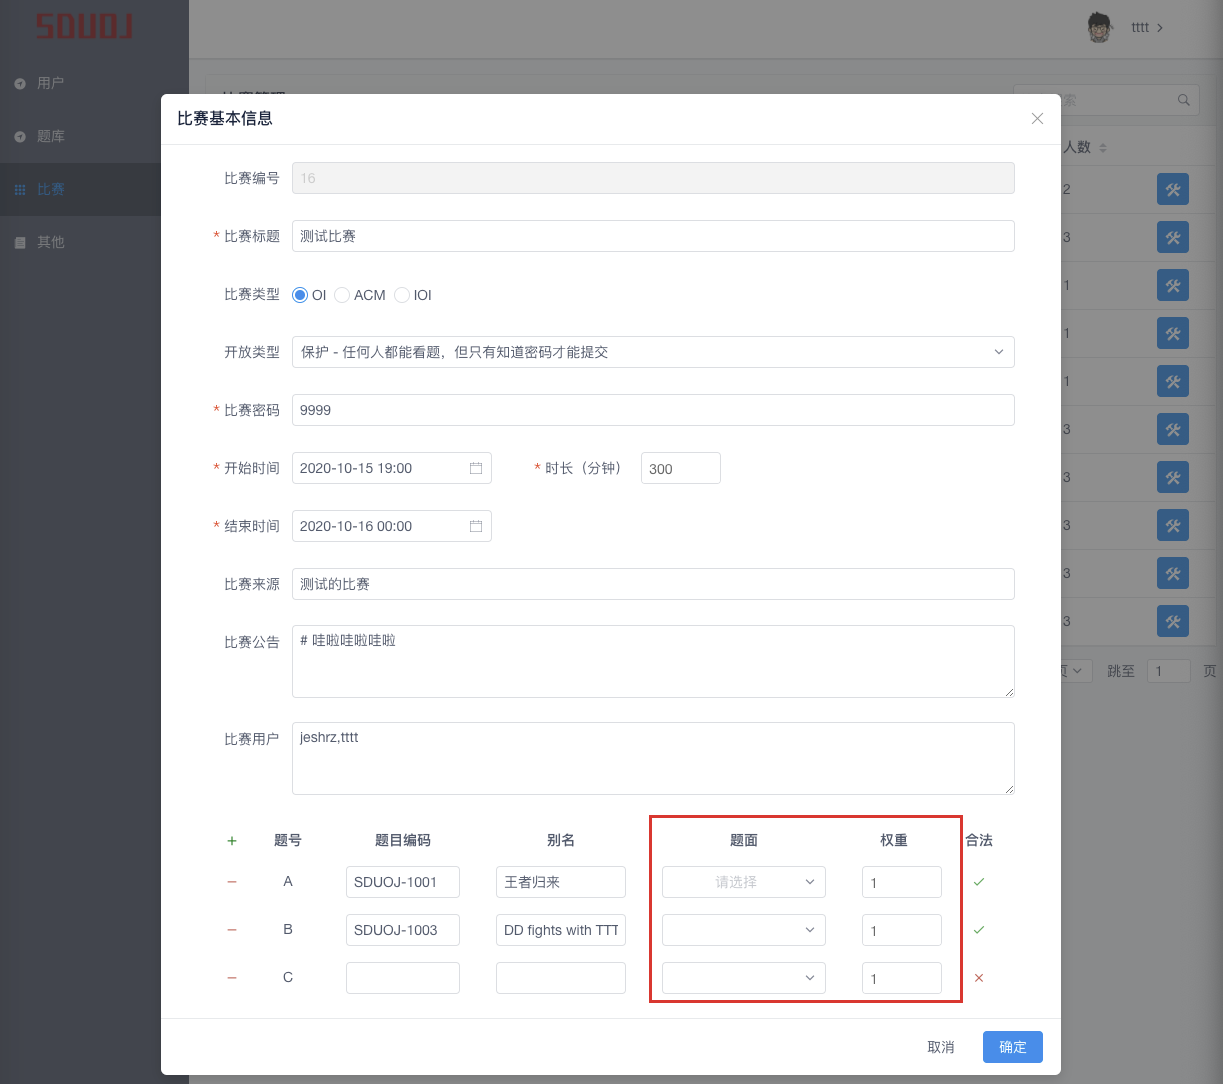 SDUOJ
tttt
用户
题库
比赛
其他
索
人数
2
3
1
1
1
3
3
3
3
3
页
跳至
1
页
比赛基本信息
比赛编号
16
* 比赛标题
测试比赛
比赛类型
OI ACM IOI
开放类型
保护 - 任何人都能看题，但只有知道密码才能提交
* 比赛密码
9999
* 开始时间
2020-10-15 19:00
* 时长（分钟）
300
* 结束时间
2020-10-16 00:00
比赛来源
测试的比赛
比赛公告
# 哇啦哇啦哇啦
比赛用户
jeshrz,tttt
+ 题号 题目编码 别名 题面 权重 合法
− A SDUOJ-1001 王者归来 请选择 1
− B SDUOJ-1003 DD fights with TTT 1
− C 1
取消 确定